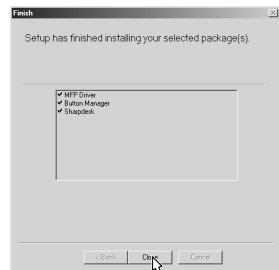 Finish
Setup has finished installing your selected package(s).
MFP Driver
Button Manager
Sharpdesk
< Back
Close
Cancel